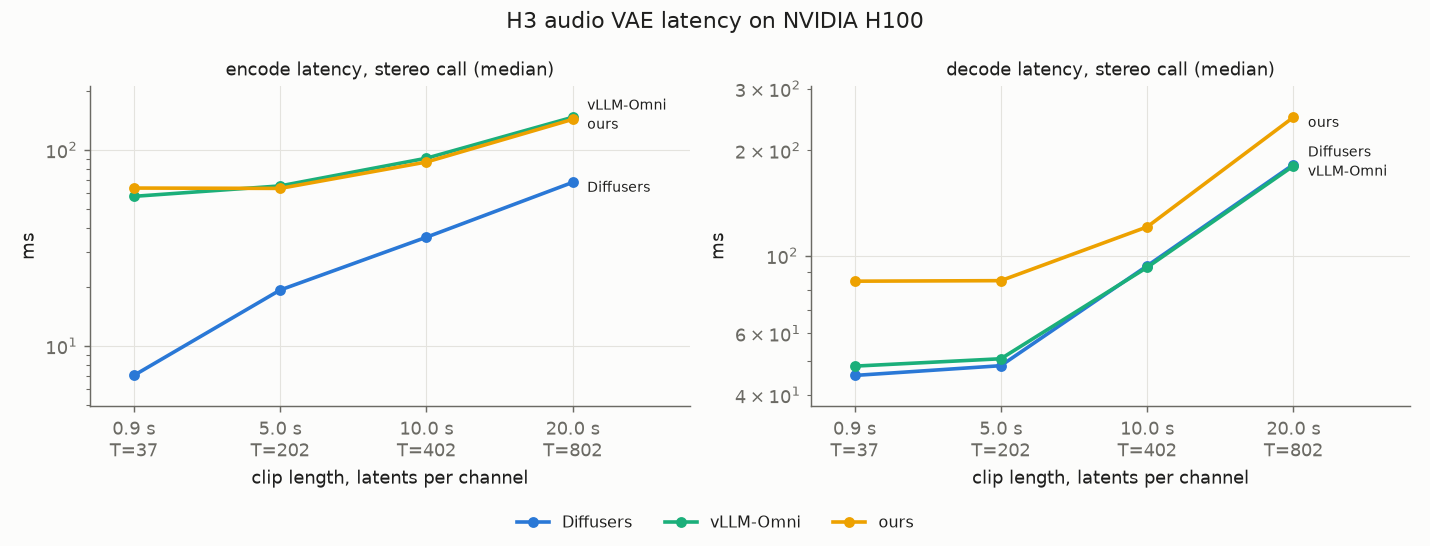 H3 audio VAE latency on NVIDIA H100
encode latency, stereo call (median)
ms
10²
10¹
vLLM-Omni
ours
Diffusers
0.9 s
T=37
5.0 s
T=202
10.0 s
T=402
20.0 s
T=802
clip length, latents per channel
decode latency, stereo call (median)
ms
3 × 10²
2 × 10²
10²
6 × 10¹
4 × 10¹
ours
Diffusers
vLLM-Omni
0.9 s
T=37
5.0 s
T=202
10.0 s
T=402
20.0 s
T=802
clip length, latents per channel
Diffusers vLLM-Omni ours